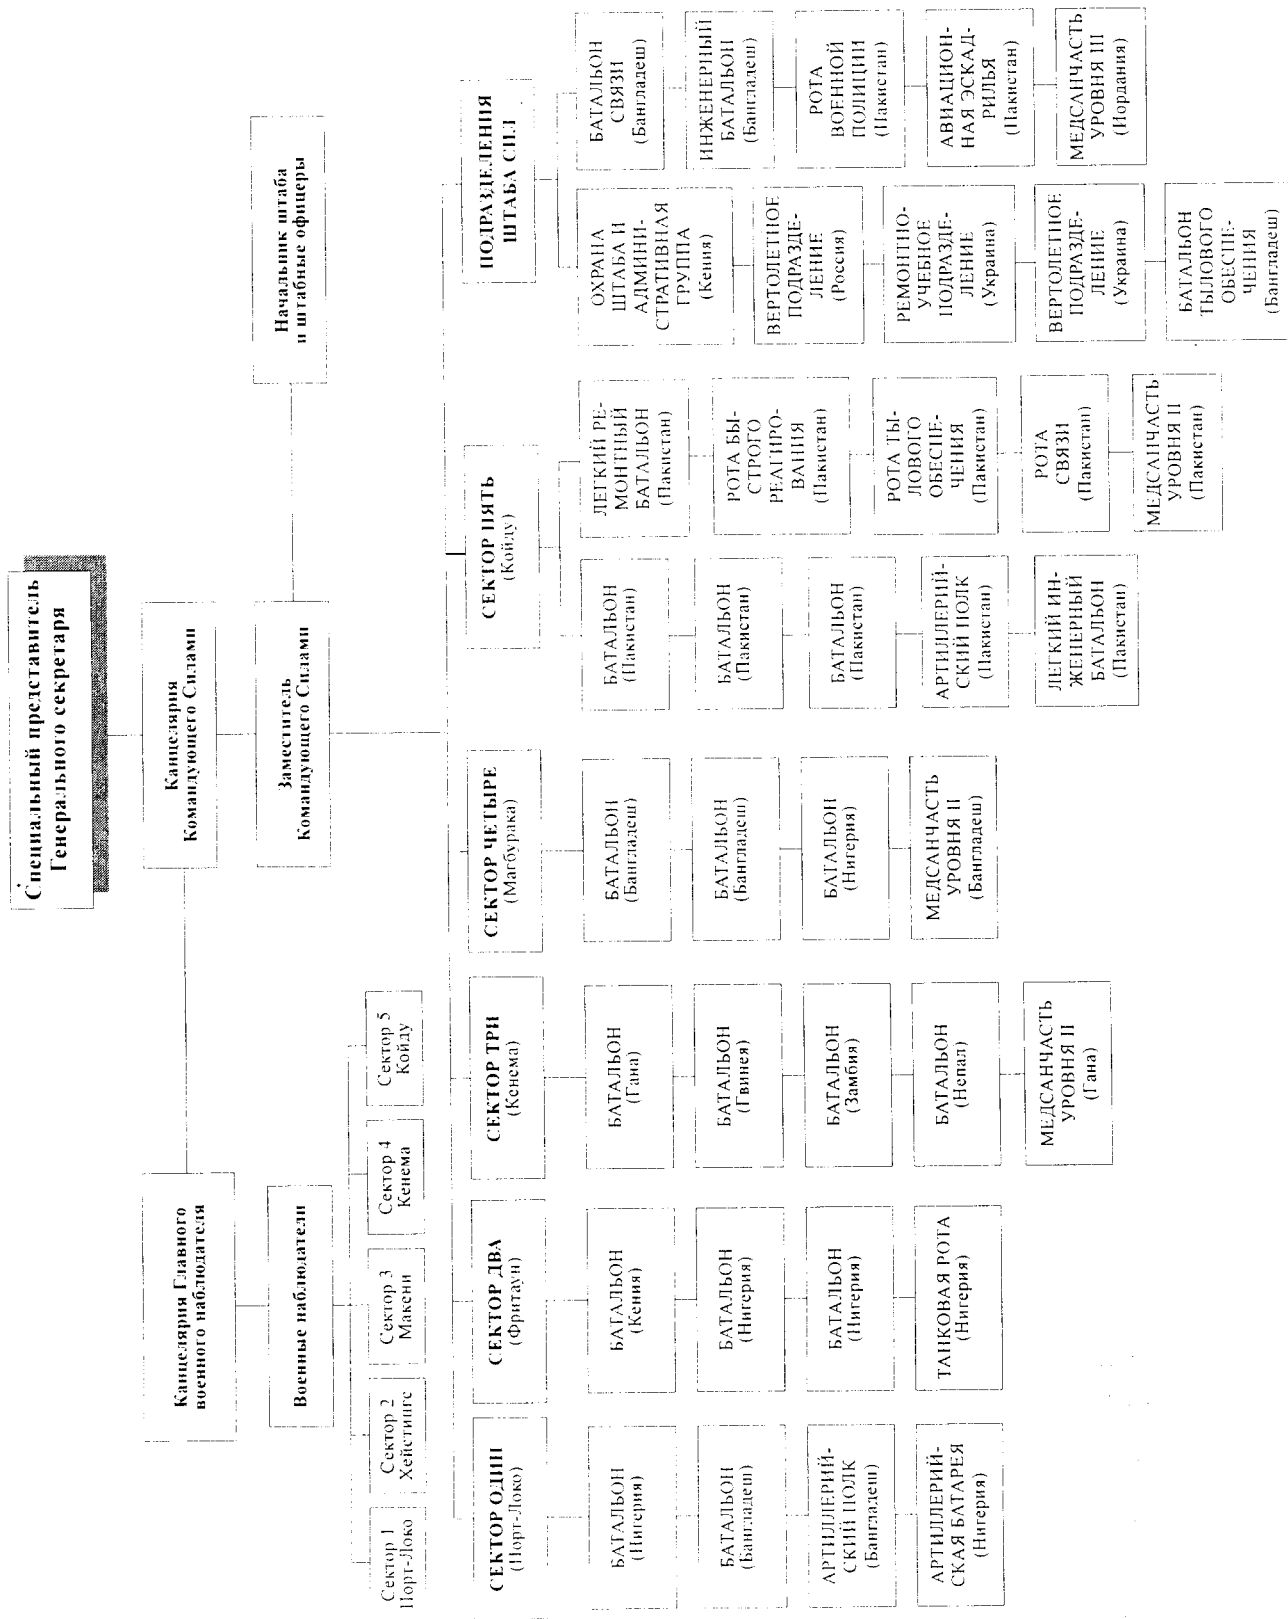 Специальный представитель
Генерального секретаря
Канцелярия Главного
военного наблюдателя
Канцелярия
Командующего Силами
Военные наблюдатели
Заместитель
Командующего Силами
Начальник штаба
и штабные офицеры
Сектор 1
Порт-Локо
Сектор 2
Хейстингс
Сектор 3
Макени
Сектор 4
Кенема
Сектор 5
Койду
СЕКТОР ОДИН
(Порт-Локо)
БАТАЛЬОН
(Нигерия)
БАТАЛЬОН
(Бангладеш)
АРТИЛЛЕРИЙ-
СКИЙ ПОЛК
(Бангладеш)
АРТИЛЛЕРИЙ-
СКАЯ БАТАРЕЯ
(Нигерия)
СЕКТОР ДВА
(Фритаун)
БАТАЛЬОН
(Кения)
БАТАЛЬОН
(Нигерия)
БАТАЛЬОН
(Нигерия)
ТАНКОВАЯ РОТА
(Нигерия)
СЕКТОР ТРИ
(Кенема)
БАТАЛЬОН
(Гана)
БАТАЛЬОН
(Гвинея)
БАТАЛЬОН
(Замбия)
БАТАЛЬОН
(Непал)
МЕДСАНЧАСТЬ
УРОВНЯ II
(Гана)
СЕКТОР ЧЕТЫРЕ
(Магбурака)
БАТАЛЬОН
(Бангладеш)
БАТАЛЬОН
(Бангладеш)
БАТАЛЬОН
(Нигерия)
МЕДСАНЧАСТЬ
УРОВНЯ II
(Бангладеш)
СЕКТОР ПЯТЬ
(Койду)
БАТАЛЬОН
(Пакистан)
БАТАЛЬОН
(Пакистан)
БАТАЛЬОН
(Пакистан)
АРТИЛЛЕРИЙ-
СКИЙ ПОЛК
(Пакистан)
ЛЕГКИЙ ИН-
ЖЕНЕРНЫЙ
БАТАЛЬОН
(Пакистан)
ЛЕГКИЙ РЕ-
МОНТНЫЙ
БАТАЛЬОН
(Пакистан)
РОТА БЫ-
СТРОГО
РЕАГИРО-
ВАНИЯ
(Пакистан)
РОТА ТЫ-
ЛОВОГО
ОБЕСПЕ-
ЧЕНИЯ
(Пакистан)
РОТА
СВЯЗИ
(Пакистан)
МЕДСАНЧАСТЬ
УРОВНЯ II
(Пакистан)
ПОДРАЗДЕЛЕНИЯ
ШТАБА СИЛ
ОХРАНА
ШТАБА И
АДМИНИ-
СТРАТИВНАЯ
ГРУППА
(Кения)
ВЕРТОЛЕТНОЕ
ПОДРАЗДЕ-
ЛЕНИЕ
(Россия)
РЕМОНТНО-
УЧЕБНОЕ
ПОДРАЗДЕ-
ЛЕНИЕ
(Украина)
ВЕРТОЛЕТНОЕ
ПОДРАЗДЕ-
ЛЕНИЕ
(Украина)
БАТАЛЬОН
ТЫЛОВОГО
ОБЕСПЕ-
ЧЕНИЯ
(Бангладеш)
БАТАЛЬОН
СВЯЗИ
(Бангладеш)
ИНЖЕНЕРНЫЙ
БАТАЛЬОН
(Бангладеш)
РОТА
ВОЕННОЙ
ПОЛИЦИИ
(Пакистан)
АВИАЦИОН-
НАЯ ЭСКАД-
РИЛЬЯ
(Пакистан)
МЕДСАНЧАСТЬ
УРОВНЯ III
(Иордания)